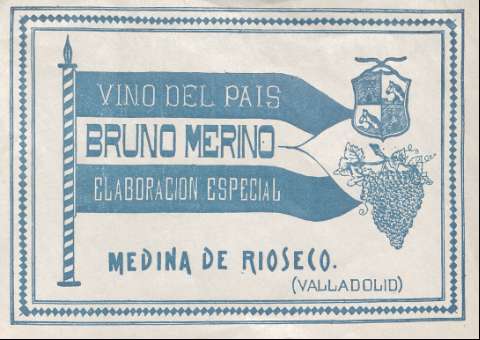 VINO DEL PAIS
BRUNO MERINO
ELABORACION ESPECIAL
MEDINA DE RIOSECO.
(VALLADOLID)